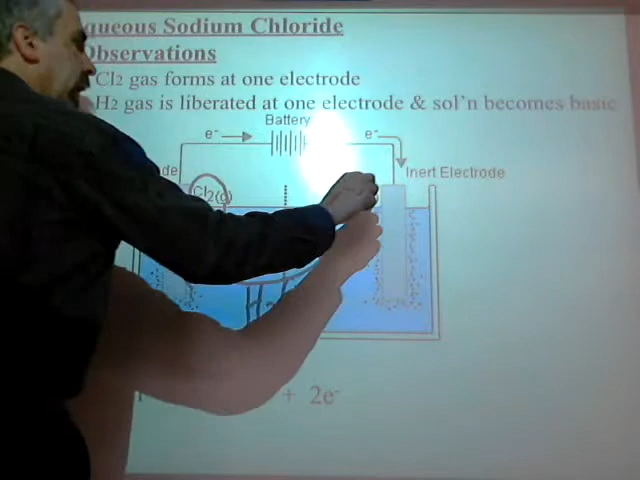 queous Sodium Chloride
Observations
Cl2 gas forms at one electrode
H2 gas is liberated at one electrode & sol'n becomes basic
Battery
e- e-
de Inert Electrode
Cl2(g)
+ 2e-